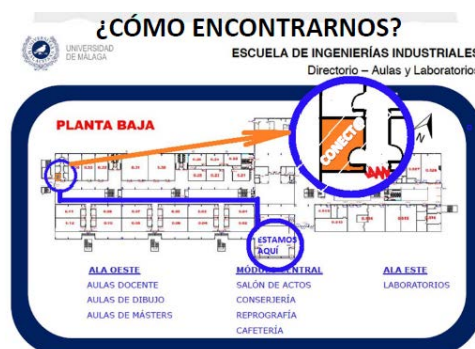 ¿CÓMO ENCONTRARNOS?
UNIVERSIDAD
DE MÁLAGA
ESCUELA DE INGENIERÍAS INDUSTRIALES
Directorio – Aulas y Laboratorios
PLANTA BAJA
CONECTO
ESTAMOS
AQUÍ
ALA OESTE
AULAS DOCENTE
AULAS DE DIBUJO
AULAS DE MÁSTERS
MÓDULO CENTRAL
SALÓN DE ACTOS
CONSERJERÍA
REPROGRAFÍA
CAFETERÍA
ALA ESTE
LABORATORIOS